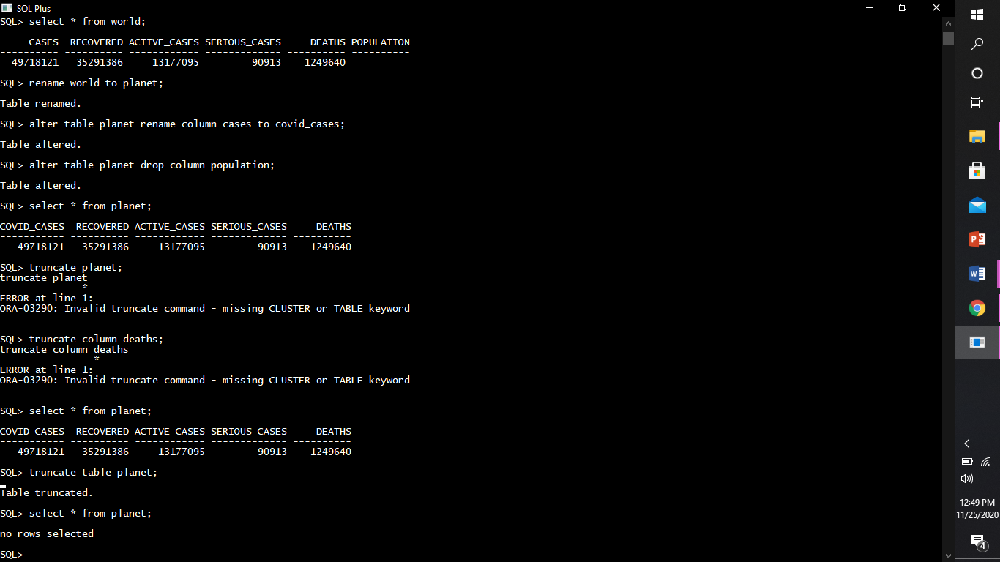 SQL Plus
SQL> select * from world;
     CASES  RECOVERED ACTIVE_CASES SERIOUS_CASES     DEATHS POPULATION
---------- ---------- ------------ ------------- ---------- ----------
  49718121   35291386     13177095         90913    1249640
SQL> rename world to planet;
Table renamed.
SQL> alter table planet rename column cases to covid_cases;
Table altered.
SQL> alter table planet drop column population;
Table altered.
SQL> select * from planet;
COVID_CASES  RECOVERED ACTIVE_CASES SERIOUS_CASES     DEATHS
----------- ---------- ------------ ------------- ----------
   49718121   35291386     13177095         90913    1249640
SQL> truncate planet;
truncate planet
              *
ERROR at line 1:
ORA-03290: Invalid truncate command - missing CLUSTER or TABLE keyword
SQL> truncate column deaths;
truncate column deaths
                *
ERROR at line 1:
ORA-03290: Invalid truncate command - missing CLUSTER or TABLE keyword
SQL> select * from planet;
COVID_CASES  RECOVERED ACTIVE_CASES SERIOUS_CASES     DEATHS
----------- ---------- ------------ ------------- ----------
   49718121   35291386     13177095         90913    1249640
SQL> truncate table planet;
Table truncated.
SQL> select * from planet;
no rows selected
SQL>
P
W
12:49 PM
11/25/2020
4